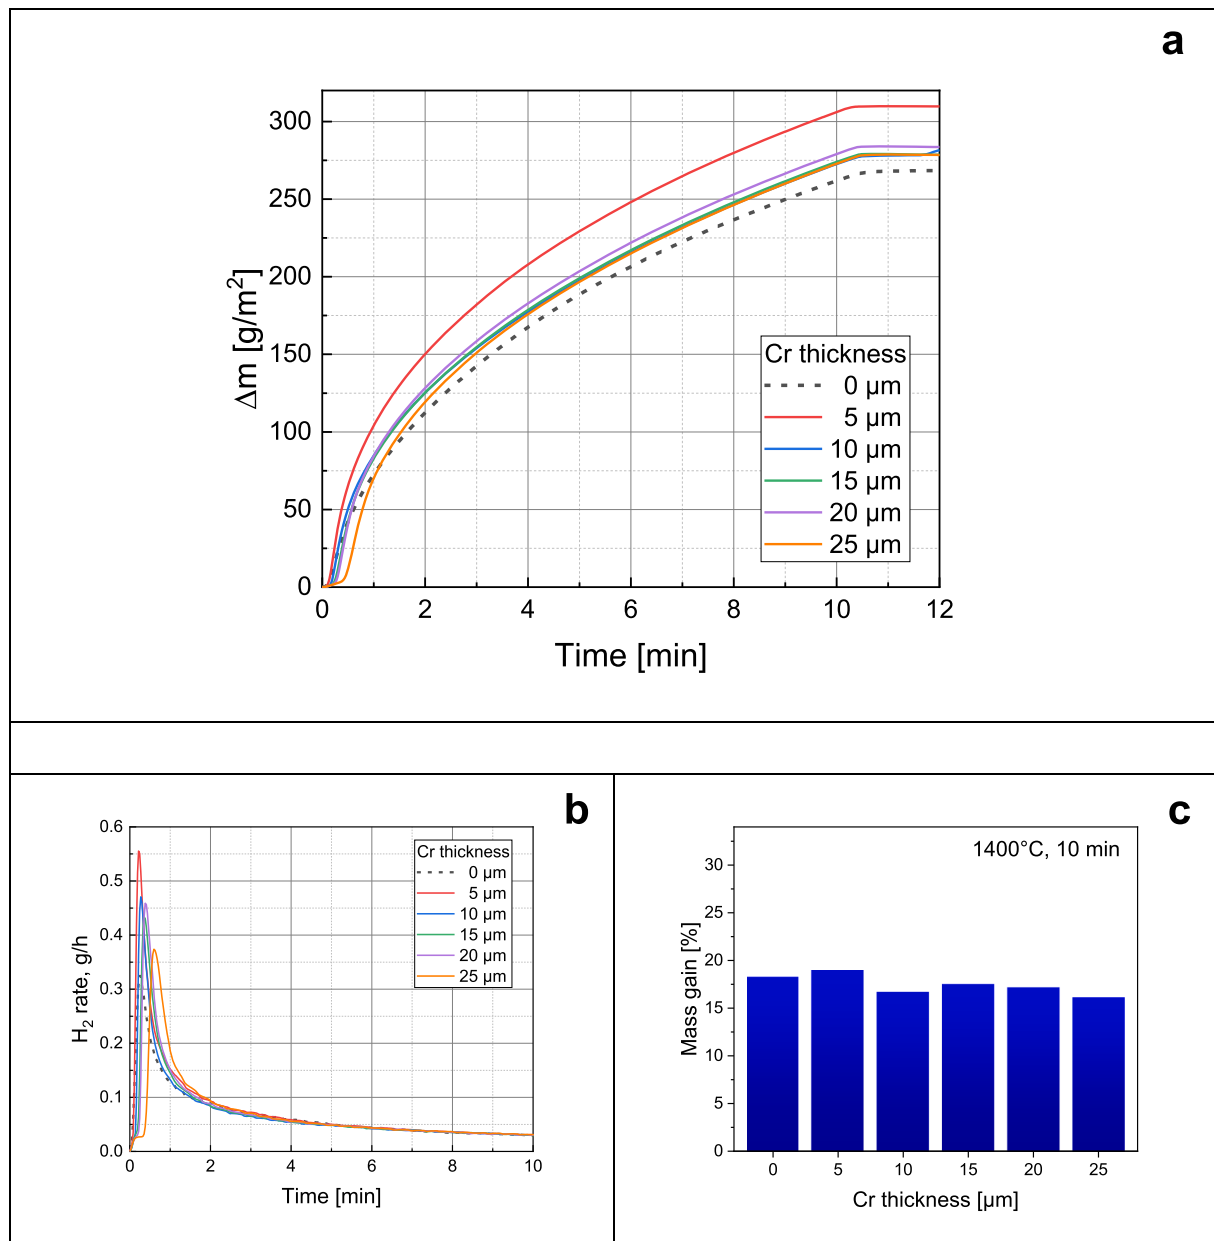 a
300
250
200
150
100
50
0
Δm [g/m²]
0 2 4 6 8 10 12
Time [min]
Cr thickness
0 µm
5 µm
10 µm
15 µm
20 µm
25 µm
b
0.6
0.5
0.4
0.3
0.2
0.1
0.0
H₂ rate, g/h
0 2 4 6 8 10
Time [min]
Cr thickness
0 µm
5 µm
10 µm
15 µm
20 µm
25 µm
c
1400°C, 10 min
30
25
20
15
10
5
0
Mass gain [%]
0 5 10 15 20 25
Cr thickness [µm]